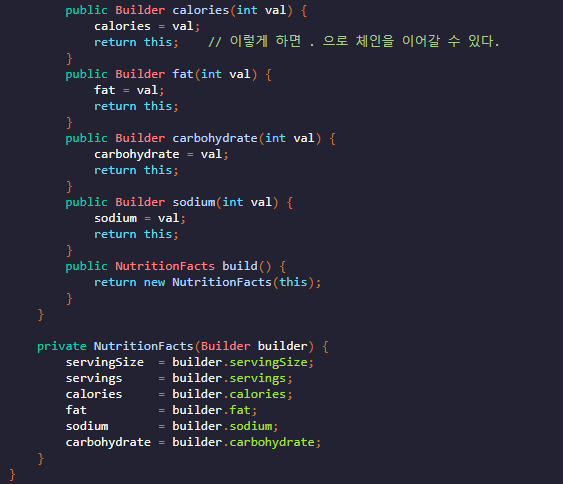 public Builder calories(int val) {
        calories = val;
        return this;    // 이렇게 하면 . 으로 체인을 이어갈 수 있다.
    }
    public Builder fat(int val) {
        fat = val;
        return this;
    }
    public Builder carbohydrate(int val) {
        carbohydrate = val;
        return this;
    }
    public Builder sodium(int val) {
        sodium = val;
        return this;
    }
    public NutritionFacts build() {
        return new NutritionFacts(this);
    }
}
private NutritionFacts(Builder builder) {
    servingSize  = builder.servingSize;
    servings     = builder.servings;
    calories     = builder.calories;
    fat          = builder.fat;
    sodium       = builder.sodium;
    carbohydrate = builder.carbohydrate;
}
}